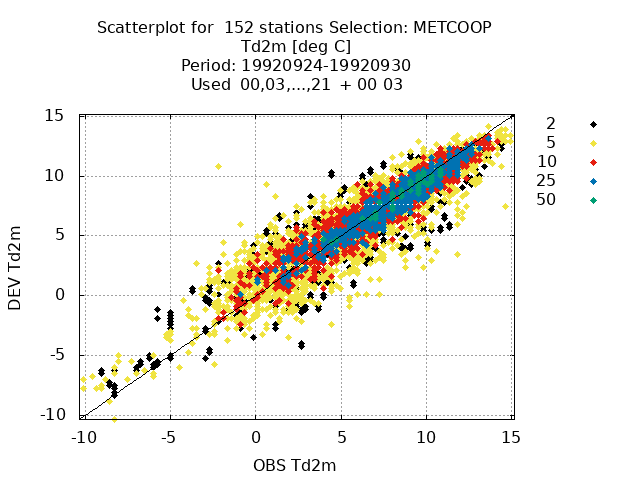 Scatterplot for  152 stations Selection: METCOOP
Td2m [deg C]
Period: 19920924-19920930
Used  00,03,...,21  + 00 03
15
10
5
0
-5
-10
DEV Td2m
-10 -5 0 5 10 15
OBS Td2m
2
5
10
25
50